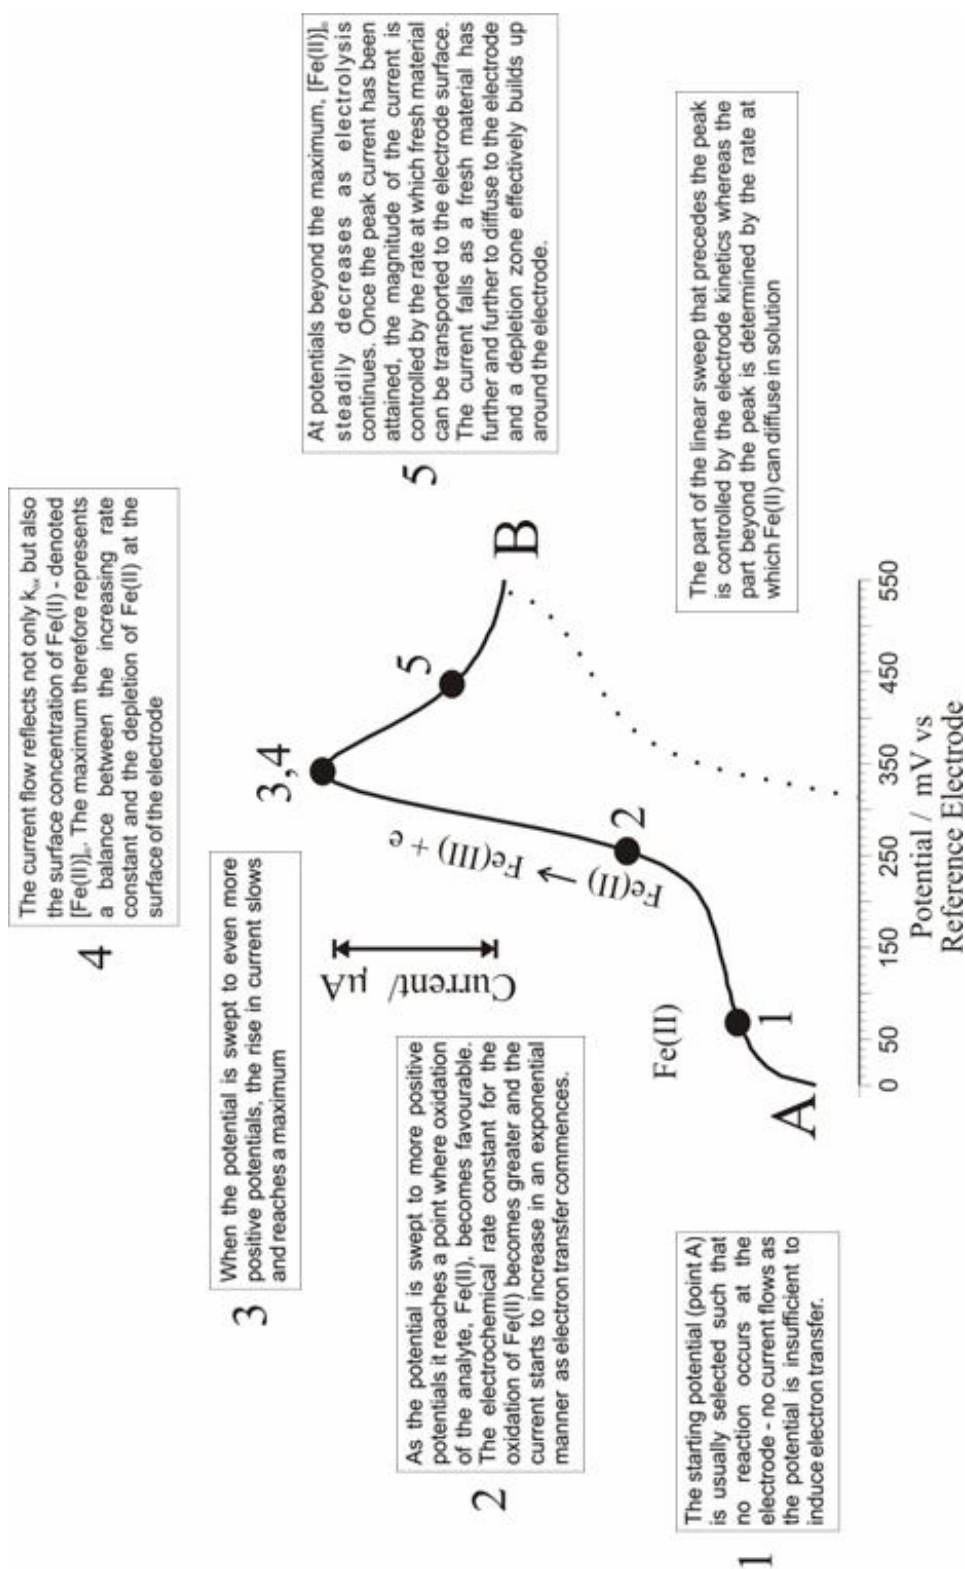 4
The current flow reflects not only kₒₓ but also
the surface concentration of Fe(II) - denoted
[Fe(II)]ₒ. The maximum therefore represents
a balance between the increasing rate
constant and the depletion of Fe(II) at the
surface of the electrode
3
When the potential is swept to even more
positive potentials, the rise in current slows
and reaches a maximum
5
At potentials beyond the maximum, [Fe(II)]ₒ
steadily decreases as electrolysis
continues. Once the peak current has been
attained, the magnitude of the current is
controlled by the rate at which fresh material
can be transported to the electrode surface.
The current falls as a fresh material has
further and further to diffuse to the electrode
and a depletion zone effectively builds up
around the electrode.
2
As the potential is swept to more positive
potentials it reaches a point where oxidation
of the analyte, Fe(II), becomes favourable.
The electrochemical rate constant for the
oxidation of Fe(II) becomes greater and the
current starts to increase in an exponential
manner as electron transfer commences.
Current/ µA
3,4
Fe(II) → Fe(III) + e
5
B
2
Fe(II)
1
A
1
The starting potential (point A)
is usually selected such that
no reaction occurs at the
electrode - no current flows as
the potential is insufficient to
induce electron transfer.
The part of the linear sweep that precedes the peak
is controlled by the electrode kinetics whereas the
part beyond the peak is determined by the rate at
which Fe(II) can diffuse in solution
0 50 150 250 350 450 550
Potential / mV vs
Reference Electrode